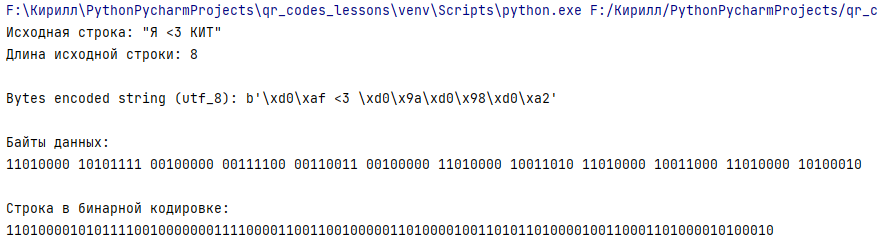 F:\Кирилл\PythonPycharmProjects\qr_codes_lessons\venv\Scripts\python.exe F:/Кирилл/PythonPycharmProjects/qr_c
Исходная строка: "Я <3 КИТ"
Длина исходной строки: 8
Bytes encoded string (utf_8): b'\xd0\xaf <3 \xd0\x9a\xd0\x98\xd0\xa2'
Байты данных:
11010000 10101111 00100000 00111100 00110011 00100000 11010000 10011010 11010000 10011000 11010000 10100010
Строка в бинарной кодировке:
110100001010111100100000001111000011001100100000110100001001101011010000100110001101000010100010